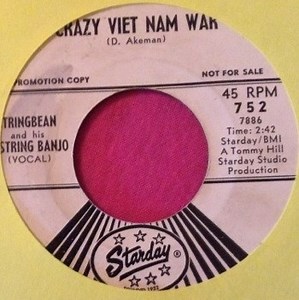 CRAZY VIET NAM WAR
(D. Akeman)
PROMOTION COPY
NOT FOR SALE
TRINGBEAN
and his
STRING BANJO
(VOCAL)
45 RPM
752
7886
Time: 2:42
Starday/BMI
A Tommy Hill
Starday Studio
Production
Starday
®